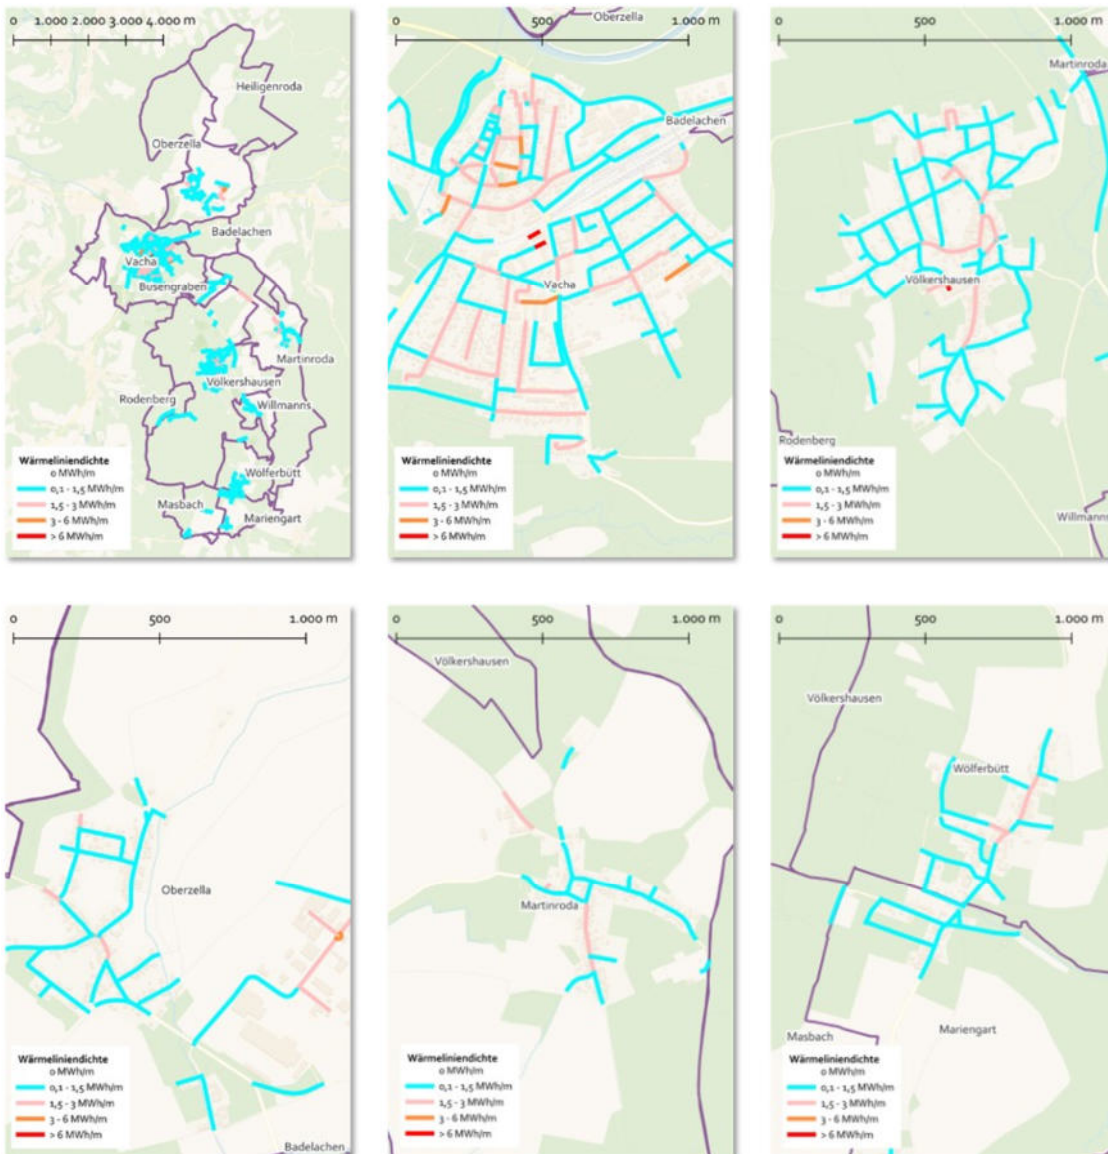 0 1.000 2.000 3.000 4.000 m
Heiligenroda
Oberzella
Badelachen
Vacha
Busengraben
Martinroda
Völkershausen
Rodenberg
Willmanns
Wölferbütt
Masbach
Mariengart
Wärmeliniendichte
0 MWh/m
0,1 - 1,5 MWh/m
1,5 - 3 MWh/m
3 - 6 MWh/m
> 6 MWh/m
0 500 1.000 m
Oberzella
Badelachen
Vacha
Wärmeliniendichte
0 MWh/m
0,1 - 1,5 MWh/m
1,5 - 3 MWh/m
3 - 6 MWh/m
> 6 MWh/m
0 500 1.000 m
Martinroda
Völkershausen
Rodenberg
Willmanns
Wärmeliniendichte
0 MWh/m
0,1 - 1,5 MWh/m
1,5 - 3 MWh/m
3 - 6 MWh/m
> 6 MWh/m
0 500 1.000 m
Oberzella
Badelachen
Wärmeliniendichte
0 MWh/m
0,1 - 1,5 MWh/m
1,5 - 3 MWh/m
3 - 6 MWh/m
> 6 MWh/m
0 500 1.000 m
Völkershausen
Martinroda
Wärmeliniendichte
0 MWh/m
0,1 - 1,5 MWh/m
1,5 - 3 MWh/m
3 - 6 MWh/m
> 6 MWh/m
0 500 1.000 m
Völkershausen
Wölferbütt
Masbach
Mariengart
Wärmeliniendichte
0 MWh/m
0,1 - 1,5 MWh/m
1,5 - 3 MWh/m
3 - 6 MWh/m
> 6 MWh/m